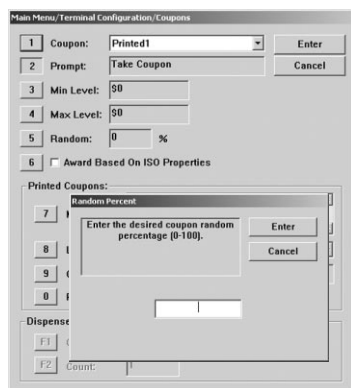 Main Menu/Terminal Configuration/Coupons
1 Coupon: Printed1 Enter
2 Prompt: Take Coupon Cancel
3 Min Level: $0
4 Max Level: $0
5 Random: 0 %
6 Award Based On ISO Properties
Printed Coupons:
Random Percent
7
Enter the desired coupon random Enter
percentage (0-100).
8 Cancel
9
0
Dispense
F1
F2 Count: 1